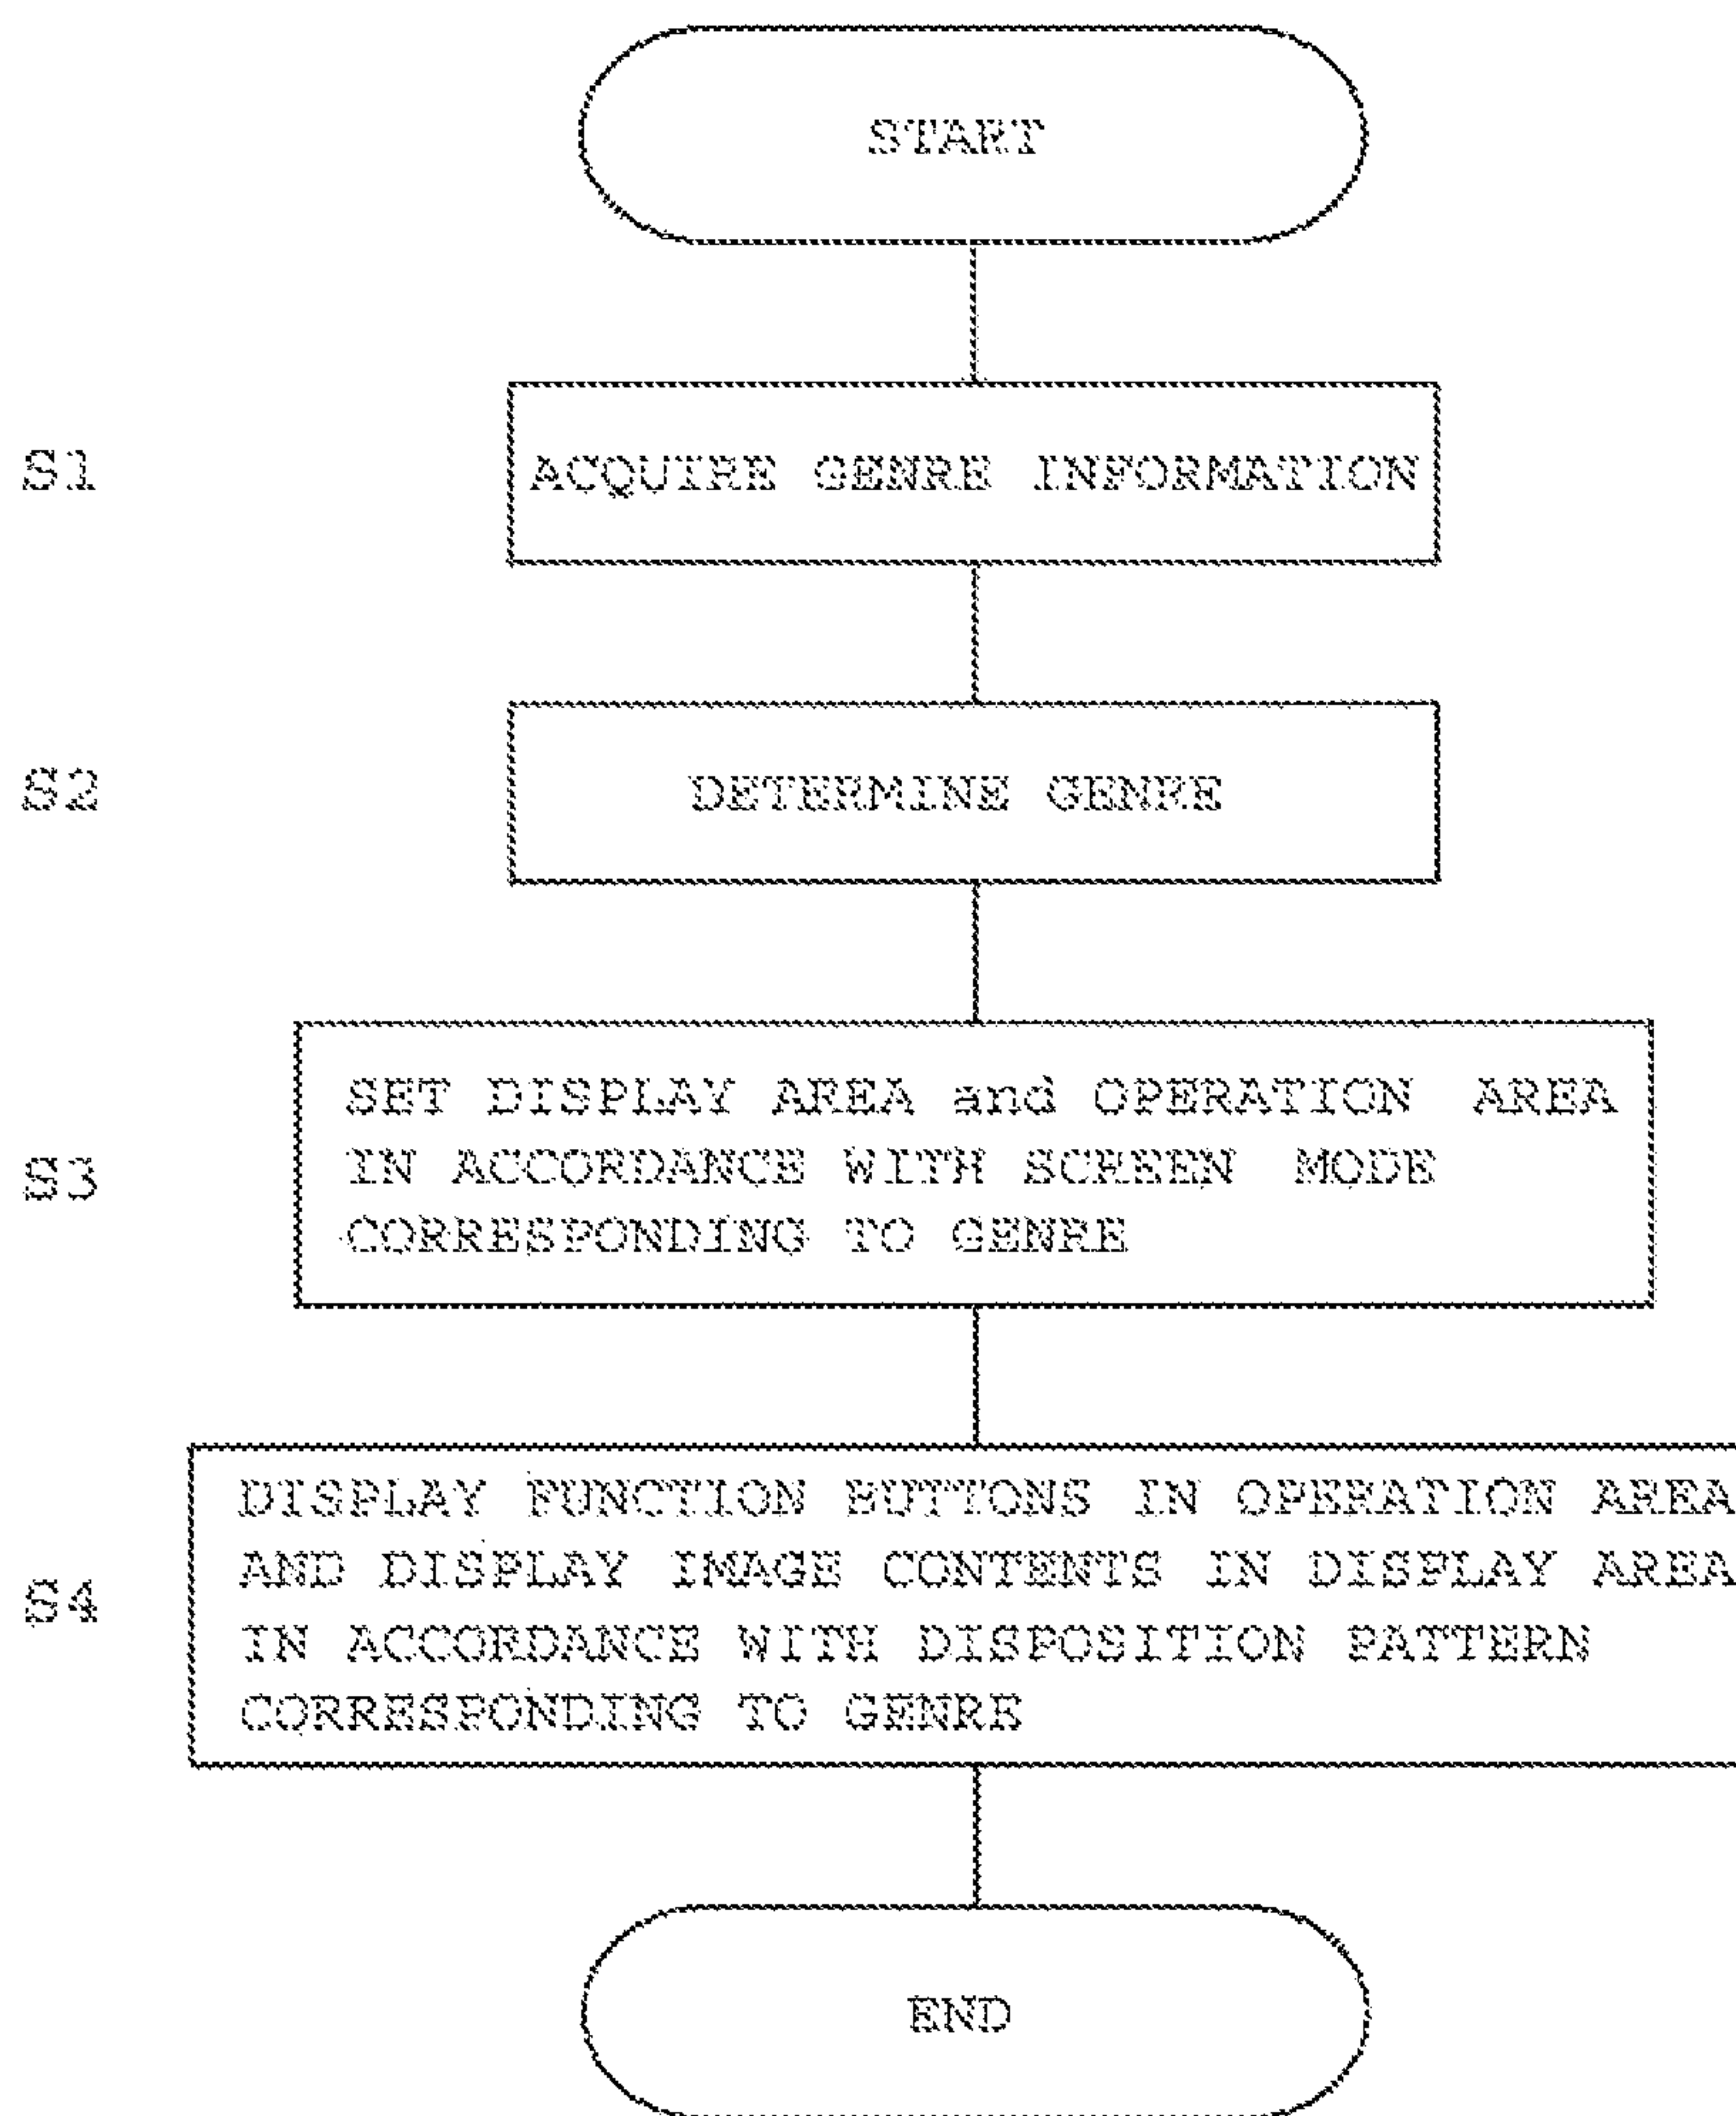 START
S1
ACQUIRE GENRE INFORMATION
S2
DETERMINE GENRE
S3
SET DISPLAY AREA and OPERATION AREA
IN ACCORDANCE WITH SCREEN MODE
CORRESPONDING TO GENRE
S4
DISPLAY FUNCTION BUTTONS IN OPERATION AREA
AND DISPLAY IMAGE CONTENTS IN DISPLAY AREA
IN ACCORDANCE WITH DISPOSITION PATTERN
CORRESPONDING TO GENRE
END